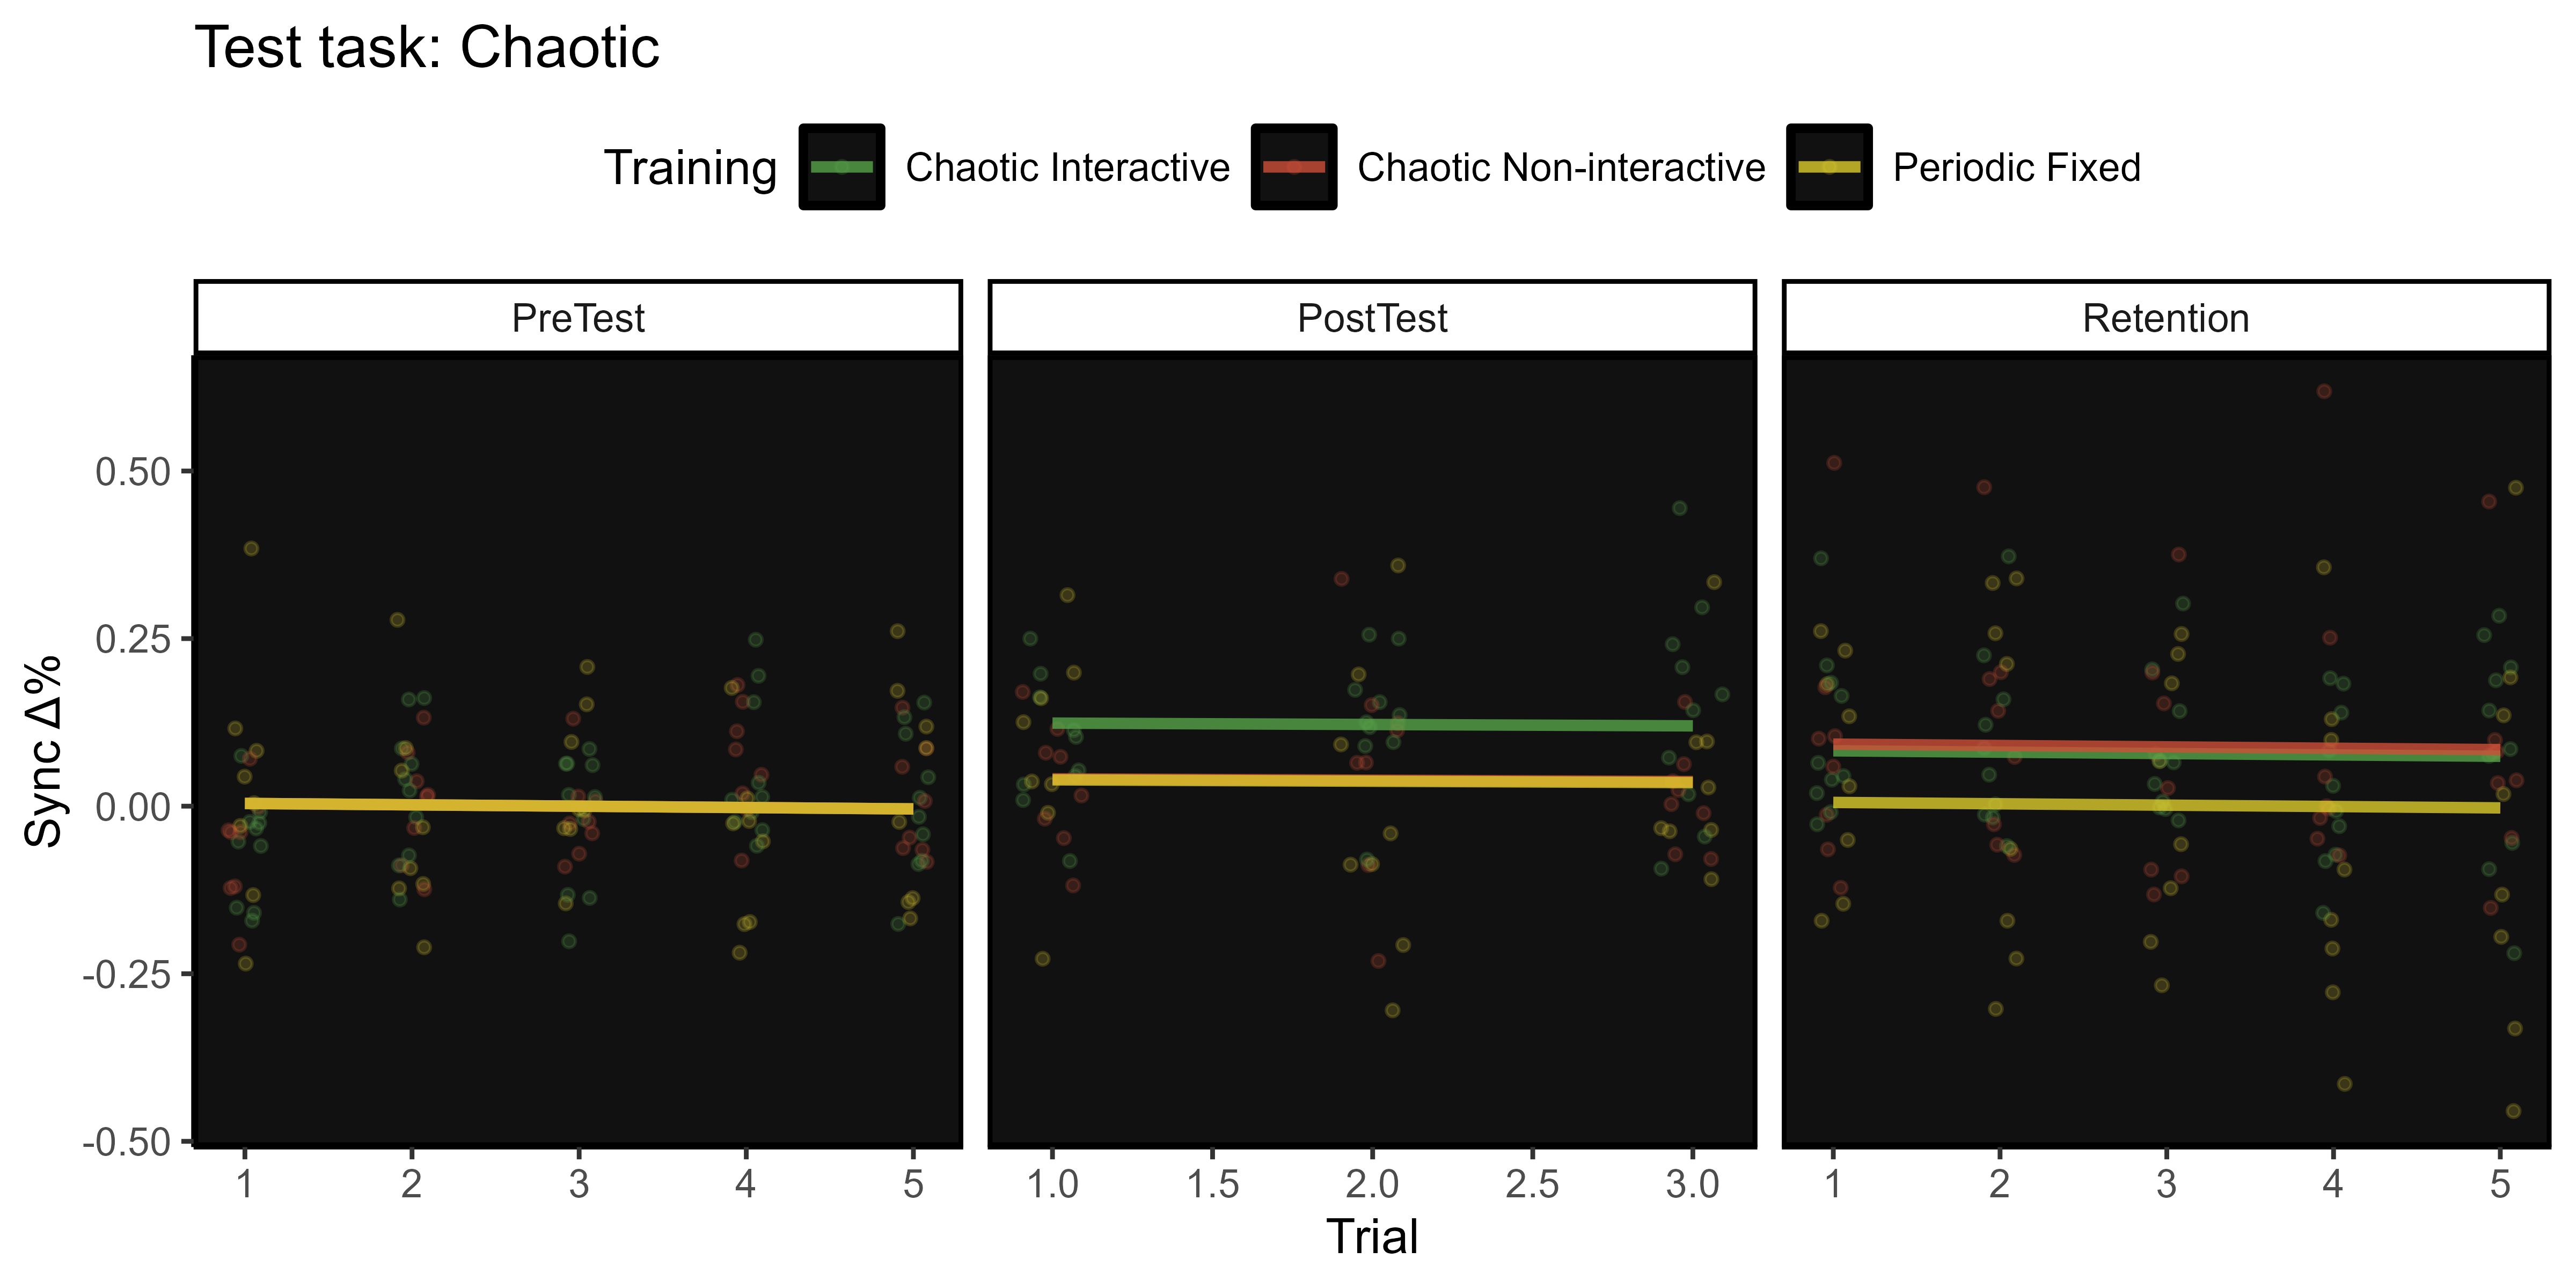 Test task: Chaotic
Training Chaotic Interactive Chaotic Non-interactive Periodic Fixed
PreTest PostTest Retention
Sync Δ%
0.50
0.25
0.00
-0.25
-0.50
1 2 3 4 5 1.0 1.5 2.0 2.5 3.0 1 2 3 4 5
Trial